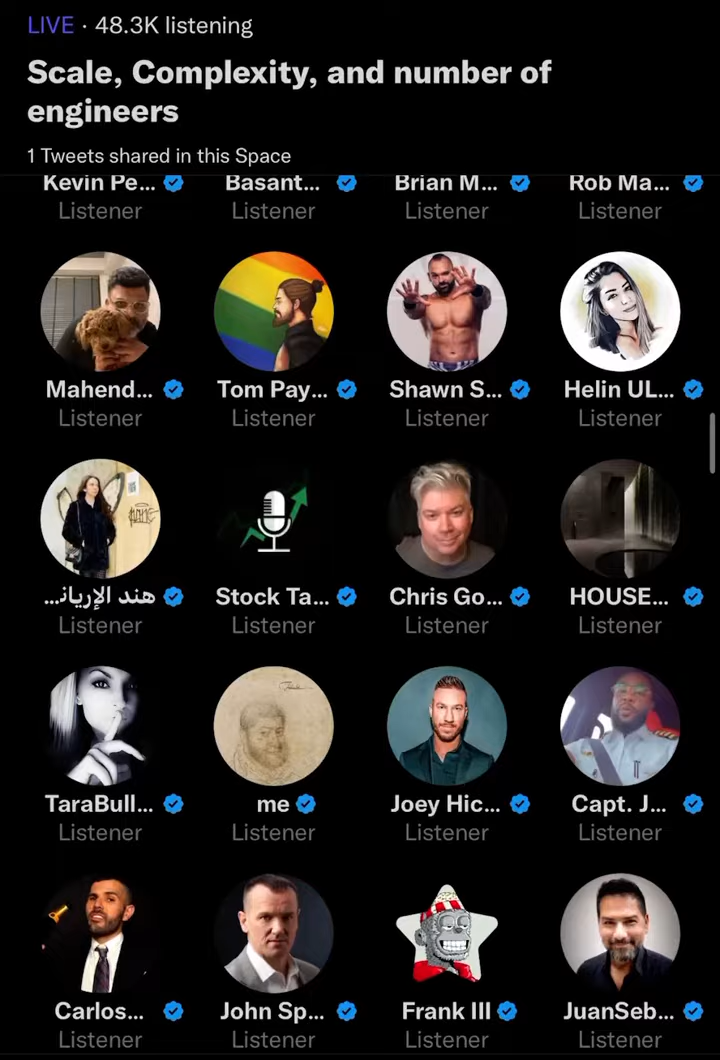 LIVE · 48.3K listening
Scale, Complexity, and number of
engineers
1 Tweets shared in this Space
Kevin Pe... Basant... Brian M... Rob Ma...
Listener Listener Listener Listener
Mahend... Tom Pay... Shawn S... Helin UL...
Listener Listener Listener Listener
هند الإريانـ... Stock Ta... Chris Go... HOUSE...
Listener Listener Listener Listener
TaraBull... me Joey Hic... Capt. J...
Listener Listener Listener Listener
Carlos... John Sp... Frank III JuanSeb...
Listener Listener Listener Listener